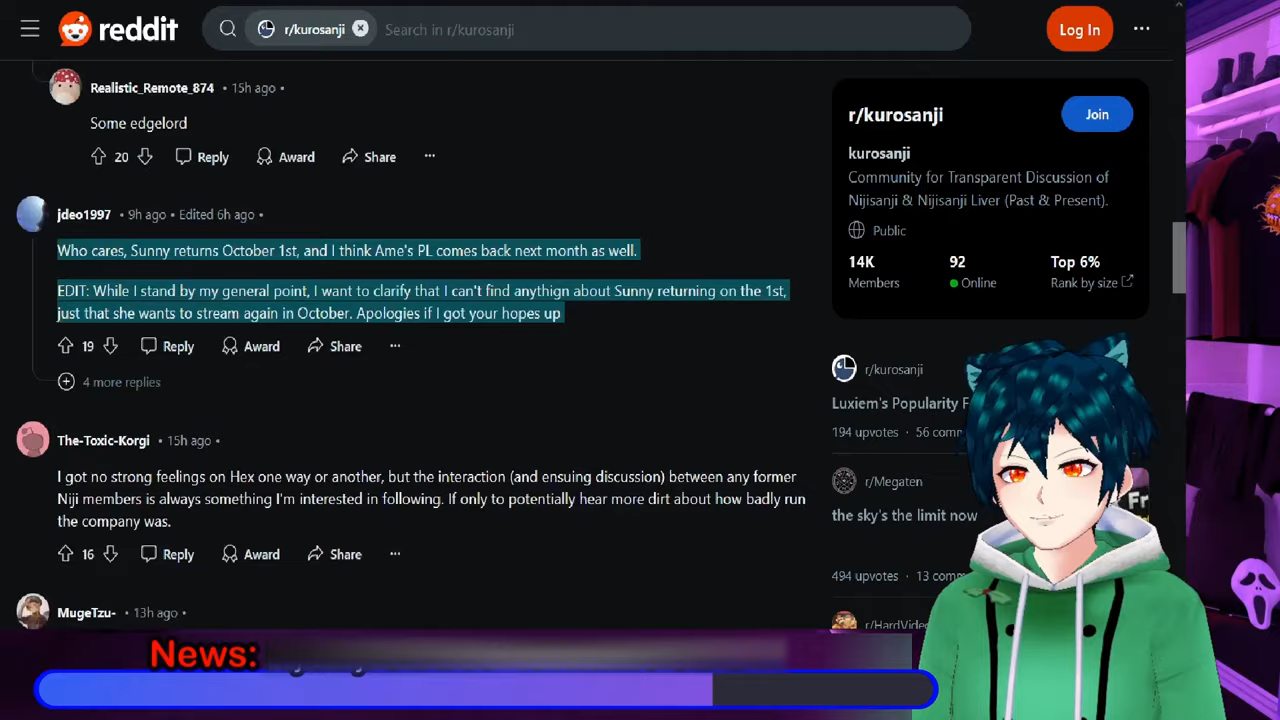 reddit
r/kurosanji
Search in r/kurosanji
Log In
Realistic_Remote_874 • 15h ago •
Some edgelord
20
Reply
Award
Share
jdeo1997 • 9h ago • Edited 6h ago •
Who cares, Sunny returns October 1st, and I think Ame's PL comes back next month as well.
EDIT: While I stand by my general point, I want to clarify that I can't find anythign about Sunny returning on the 1st,
just that she wants to stream again in October. Apologies if I got your hopes up
19
Reply
Award
Share
4 more replies
The-Toxic-Korgi • 15h ago •
I got no strong feelings on Hex one way or another, but the interaction (and ensuing discussion) between any former
Niji members is always something I'm interested in following. If only to potentially hear more dirt about how badly run
the company was.
16
Reply
Award
Share
MugeTzu- • 13h ago •
r/kurosanji
Join
kurosanji
Community for Transparent Discussion of
Nijisanji & Nijisanji Liver (Past & Present).
Public
14K
92
Top 6%
Members
Online
Rank by size
r/kurosanji
Luxiem's Popularity F
194 upvotes • 56 comm
r/Megaten
the sky's the limit now
494 upvotes • 13 comm
r/HardVideo
News: